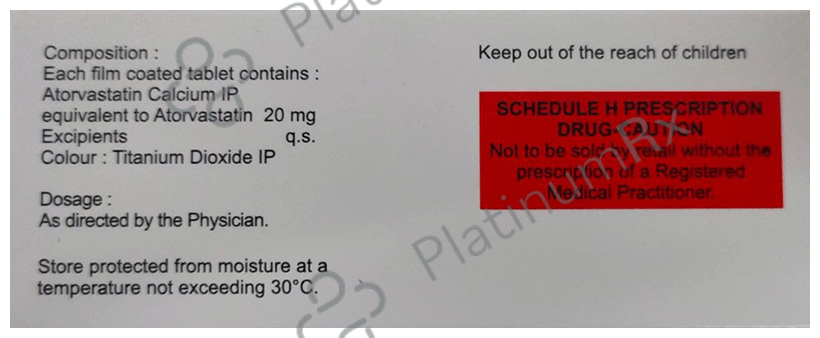 Composition :
Each film coated tablet contains :
Atorvastatin Calcium IP
equivalent to Atorvastatin 20 mg
Excipients q.s.
Colour : Titanium Dioxide IP
Dosage :
As directed by the Physician.
Store protected from moisture at a
temperature not exceeding 30°C.
Keep out of the reach of children
SCHEDULE H PRESCRIPTION
DRUG-CAUTION
Not to be sold by retail without the
prescription of a Registered
Medical Practitioner.
PlatinumRx